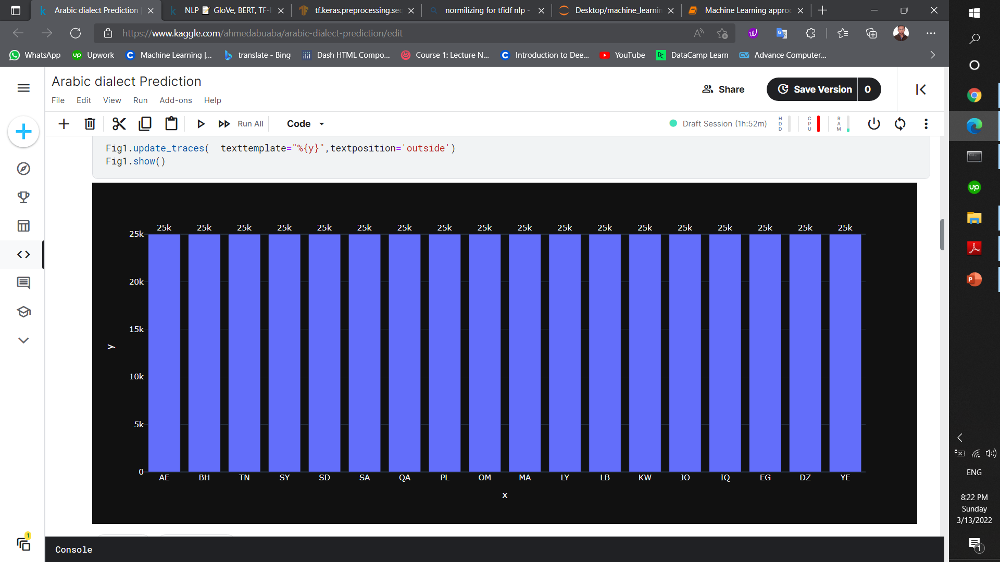 Arabic dialect Prediction
NLP 📝 GloVe, BERT, TF-I
tf.keras.preprocessing.sec
normilizing for tfidf nlp -
Desktop/machine_learnin
Machine Learning approc
https://www.kaggle.com/ahmedabuaba/arabic-dialect-prediction/edit
WhatsApp
Upwork
Machine Learning |...
translate - Bing
Dash HTML Compo...
Course 1: Lecture N...
Introduction to Dee...
YouTube
DataCamp Learn
Advance Computer...
Arabic dialect Prediction
File Edit View Run Add-ons Help
Share
Save Version 0
Run All
Code
Draft Session (1h:52m)
HDD
CPU
RAM
Fig1.update_traces(  texttemplate="%{y}",textposition='outside')
Fig1.show()
25k 25k 25k 25k 25k 25k 25k 25k 25k 25k 25k 25k 25k 25k 25k 25k 25k 25k
25k
20k
15k
10k
5k
0
y
AE BH TN SY SD SA QA PL OM MA LY LB KW JO IQ EG DZ YE
x
1
Console
ENG
8:22 PM
Sunday
3/13/2022
1